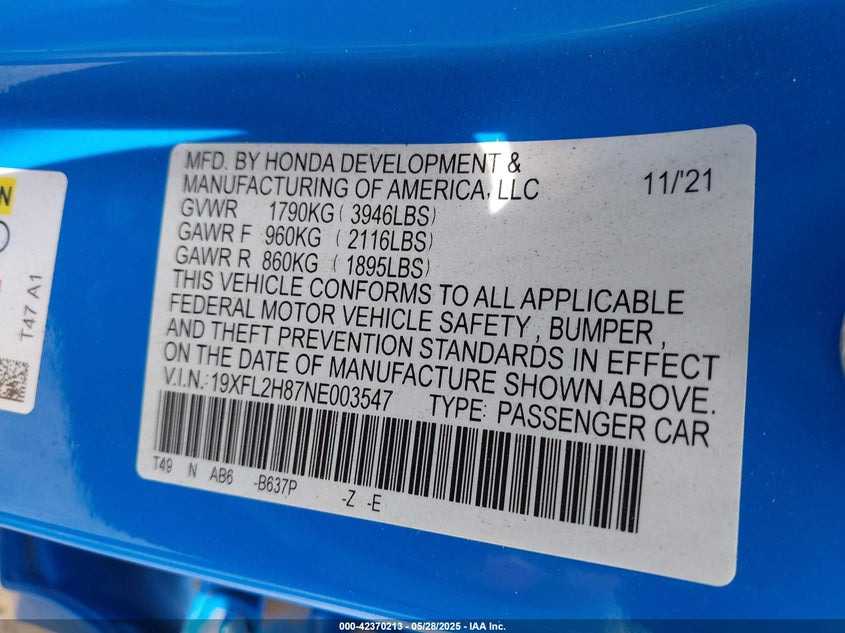 MFD. BY HONDA DEVELOPMENT &
MANUFACTURING OF AMERICA, LLC 11/'21
GVWR 1790KG ( 3946LBS)
GAWR F 960KG ( 2116LBS)
GAWR R 860KG ( 1895LBS)
THIS VEHICLE CONFORMS TO ALL APPLICABLE
FEDERAL MOTOR VEHICLE SAFETY , BUMPER ,
AND THEFT PREVENTION STANDARDS IN EFFECT
ON THE DATE OF MANUFACTURE SHOWN ABOVE.
V.I.N.:19XFL2H87NE003547 TYPE: PASSENGER CAR
T49 N AB6 -B637P -Z -E
T47 A1
000-42370213 — 05/28/2025 — IAA Inc.